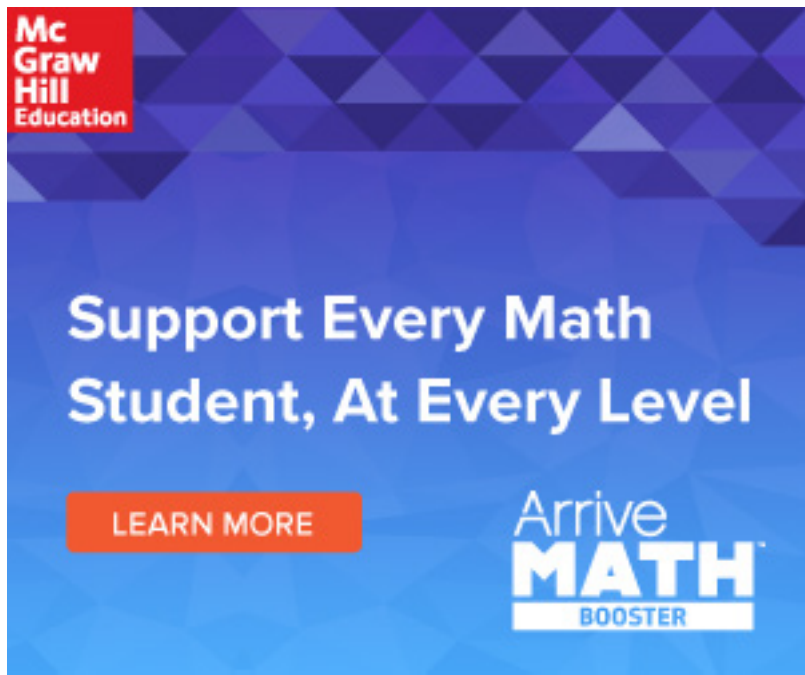 Mc
Graw
Hill
Education
Support Every Math
Student, At Every Level
LEARN MORE
Arrive
MATH™
BOOSTER